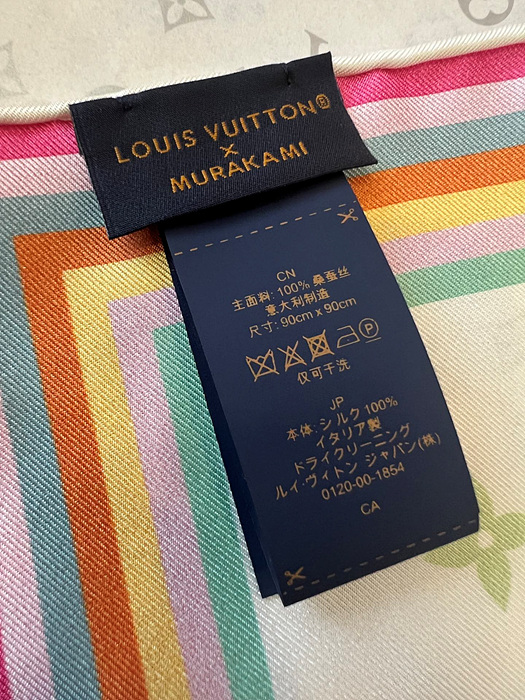 LOUIS VUITTON®
×
MURAKAMI
CN
主面料: 100% 桑蚕丝
意大利制造
尺寸: 90cm x 90cm
P
仅可干洗
JP
本体: シルク 100%
イタリア製
ドライクリーニング
ルイ・ヴィトン ジャパン(株)
0120-00-1854
CA